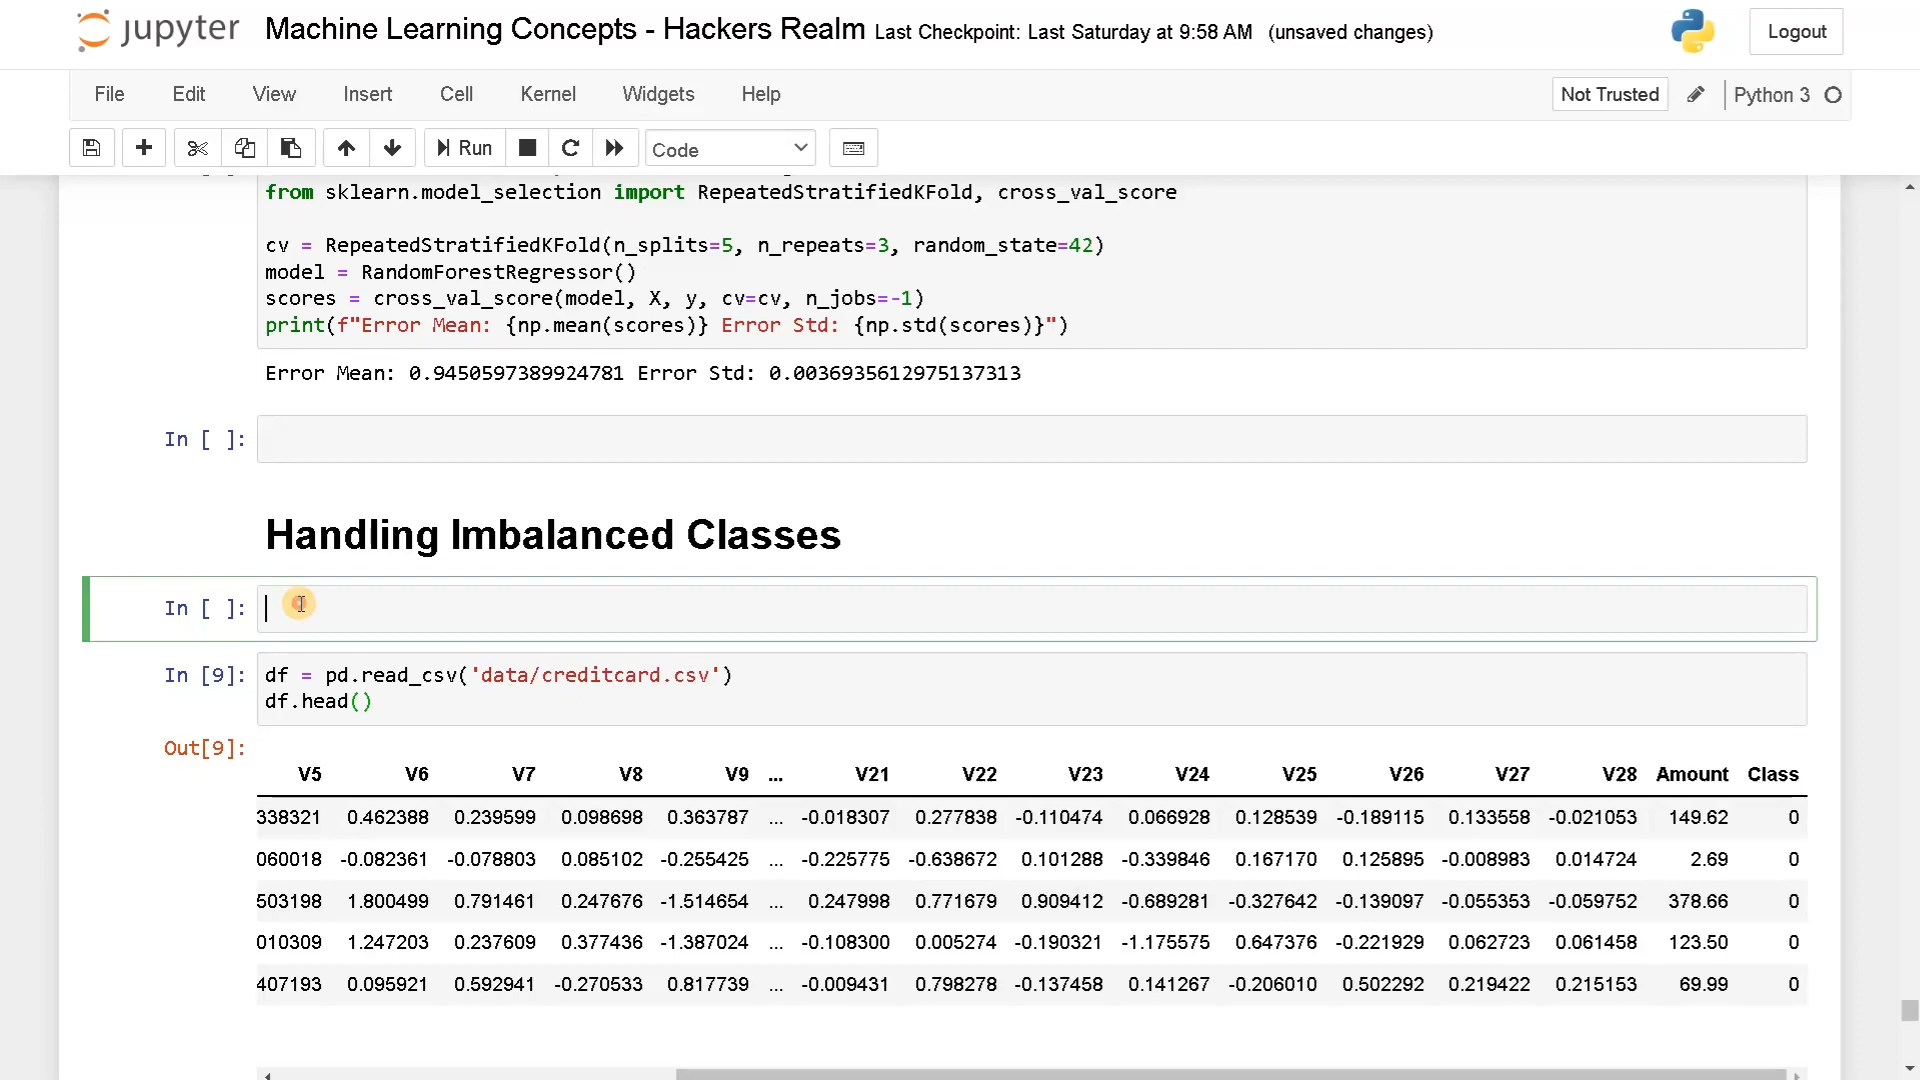 jupyter Machine Learning Concepts - Hackers Realm Last Checkpoint: Last Saturday at 9:58 AM (unsaved changes) Logout
File Edit View Insert Cell Kernel Widgets Help Not Trusted Python 3
Run Code
from sklearn.model_selection import RepeatedStratifiedKFold, cross_val_score
cv = RepeatedStratifiedKFold(n_splits=5, n_repeats=3, random_state=42)
model = RandomForestRegressor()
scores = cross_val_score(model, X, y, cv=cv, n_jobs=-1)
print(f"Error Mean: {np.mean(scores)} Error Std: {np.std(scores)}")
Error Mean: 0.9450597389924781 Error Std: 0.0036935612975137313
In [ ]:
Handling Imbalanced Classes
In [ ]:
In [9]: df = pd.read_csv('data/creditcard.csv')
df.head()
Out[9]:
V5 V6 V7 V8 V9 ... V21 V22 V23 V24 V25 V26 V27 V28 Amount Class
338321 0.462388 0.239599 0.098698 0.363787 ... -0.018307 0.277838 -0.110474 0.066928 0.128539 -0.189115 0.133558 -0.021053 149.62 0
060018 -0.082361 -0.078803 0.085102 -0.255425 ... -0.225775 -0.638672 0.101288 -0.339846 0.167170 0.125895 -0.008983 0.014724 2.69 0
503198 1.800499 0.791461 0.247676 -1.514654 ... 0.247998 0.771679 0.909412 -0.689281 -0.327642 -0.139097 -0.055353 -0.059752 378.66 0
010309 1.247203 0.237609 0.377436 -1.387024 ... -0.108300 0.005274 -0.190321 -1.175575 0.647376 -0.221929 0.062723 0.061458 123.50 0
407193 0.095921 0.592941 -0.270533 0.817739 ... -0.009431 0.798278 -0.137458 0.141267 -0.206010 0.502292 0.219422 0.215153 69.99 0